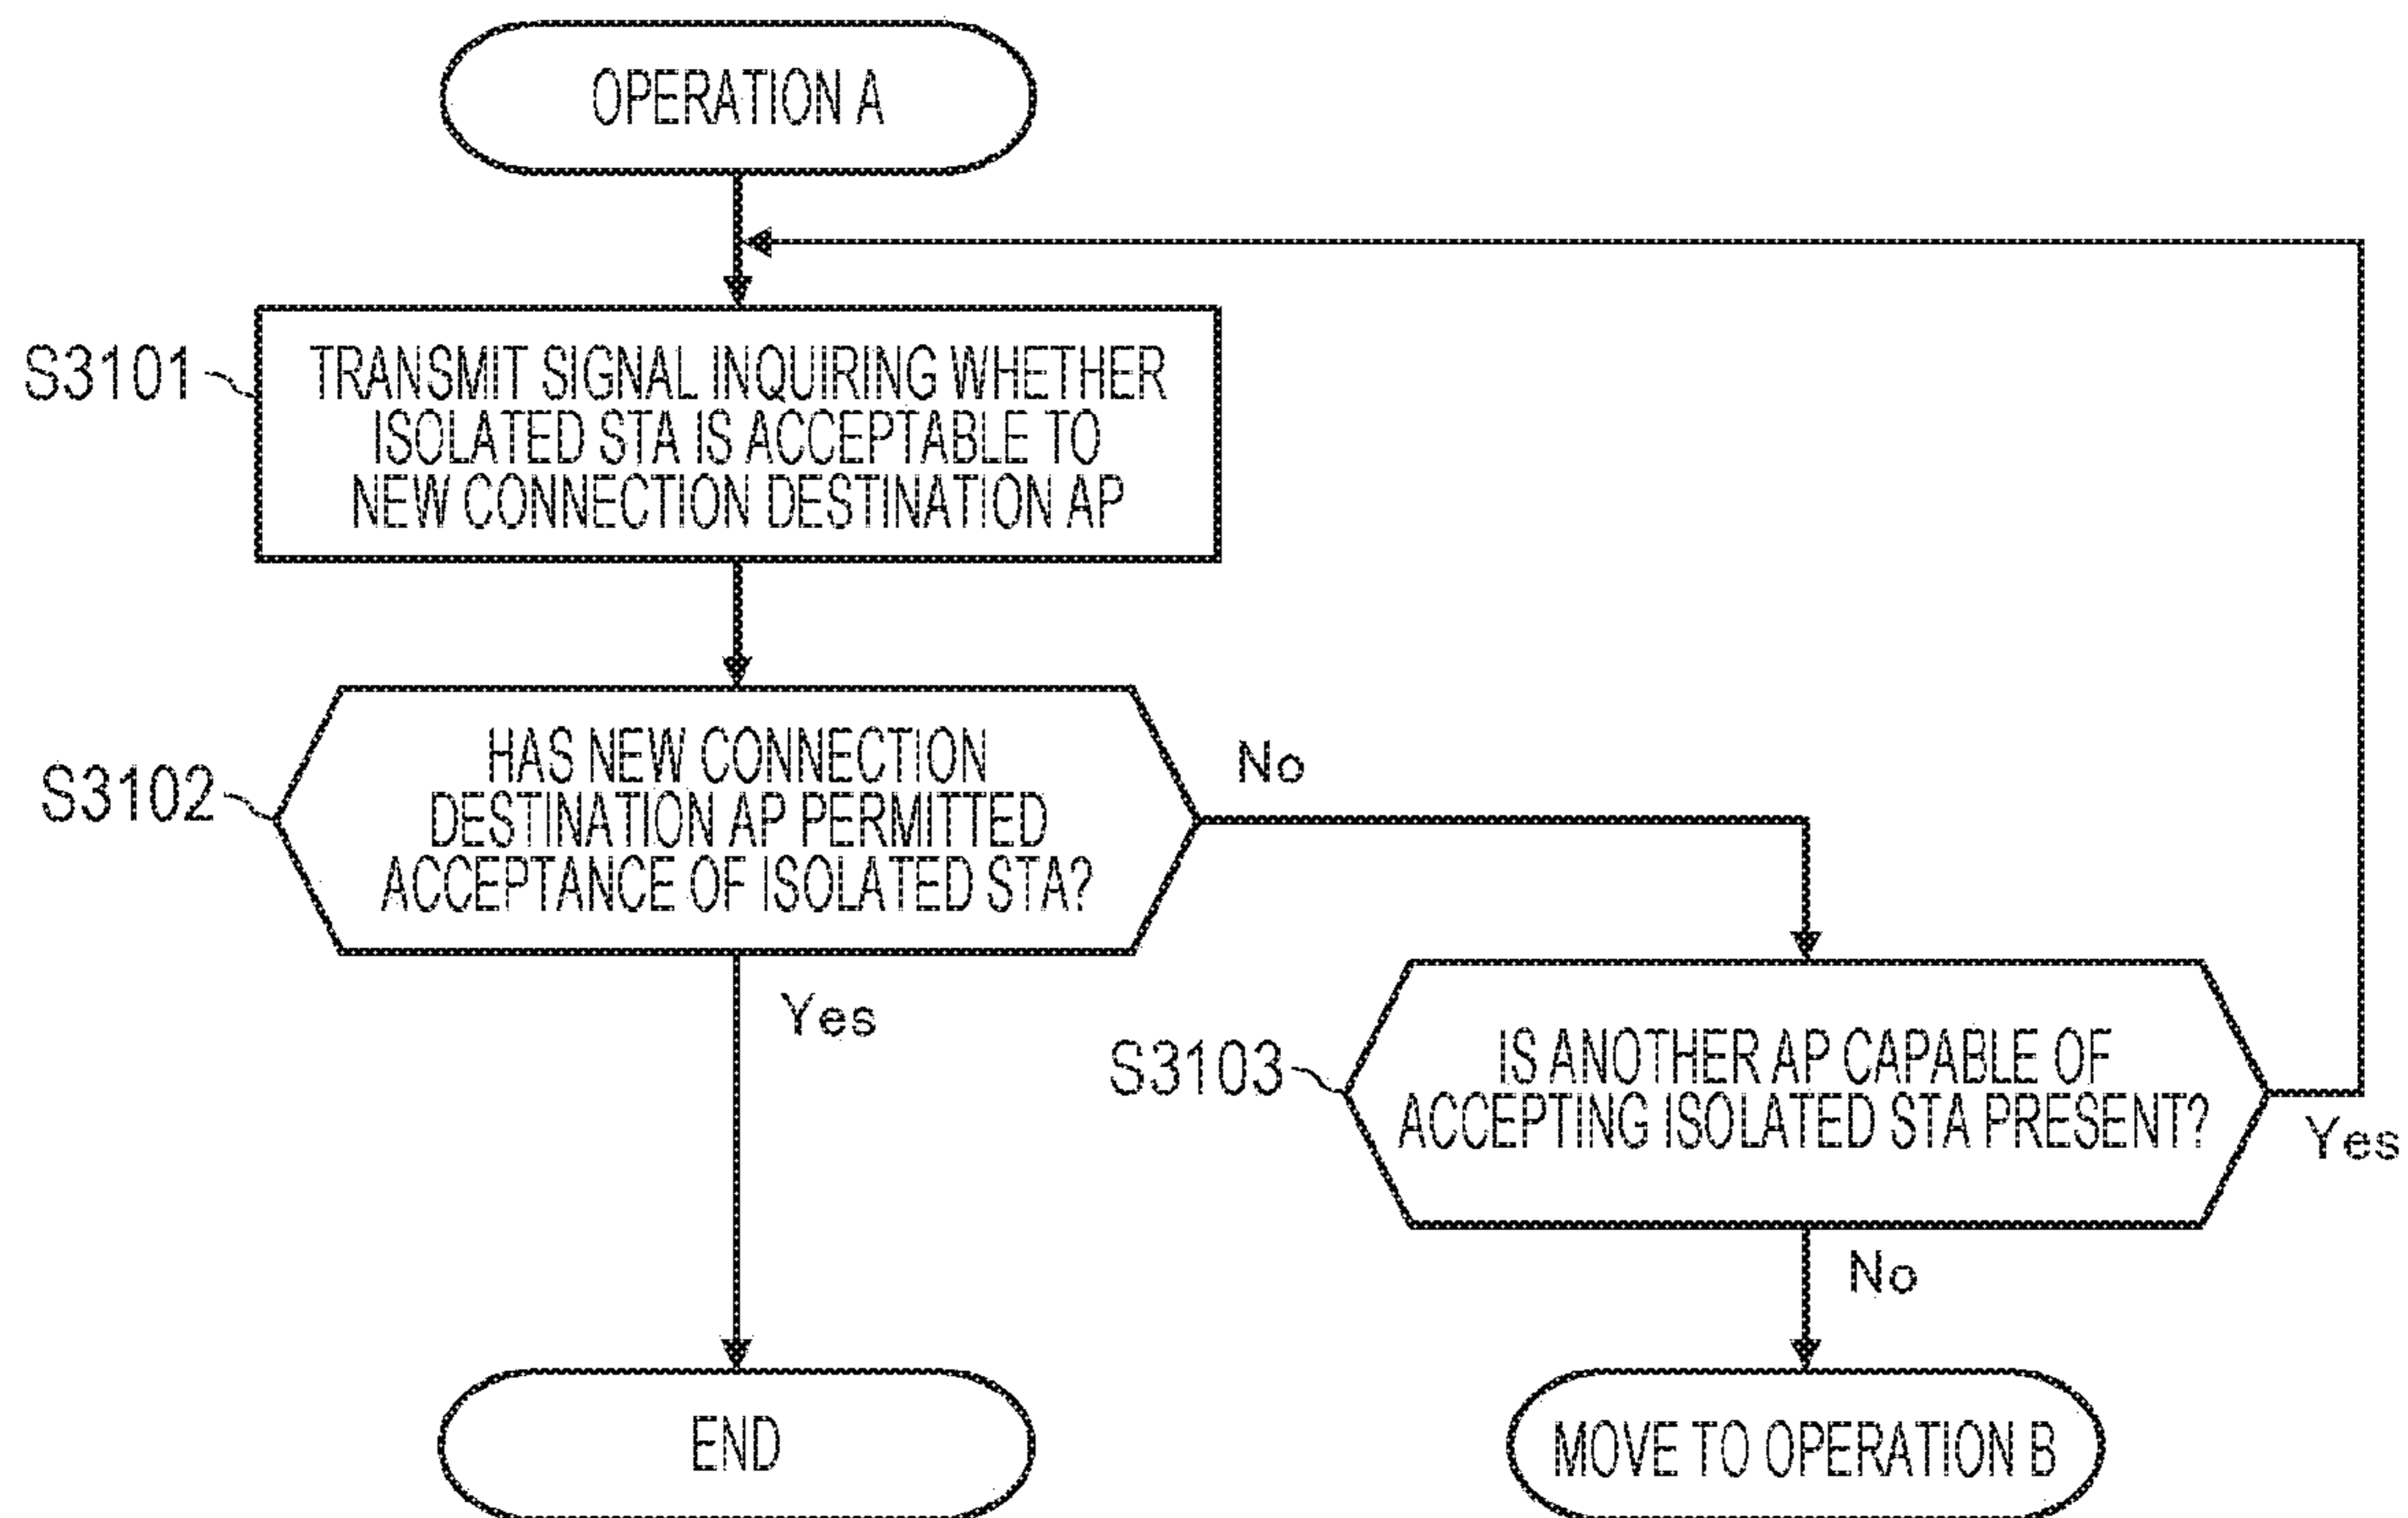 OPERATION A
S3101
TRANSMIT SIGNAL INQUIRING WHETHER
ISOLATED STA IS ACCEPTABLE TO
NEW CONNECTION DESTINATION AP
S3102
HAS NEW CONNECTION
DESTINATION AP PERMITTED
ACCEPTANCE OF ISOLATED STA?
No
Yes
S3103
IS ANOTHER AP CAPABLE OF
ACCEPTING ISOLATED STA PRESENT?
Yes
No
END
MOVE TO OPERATION B